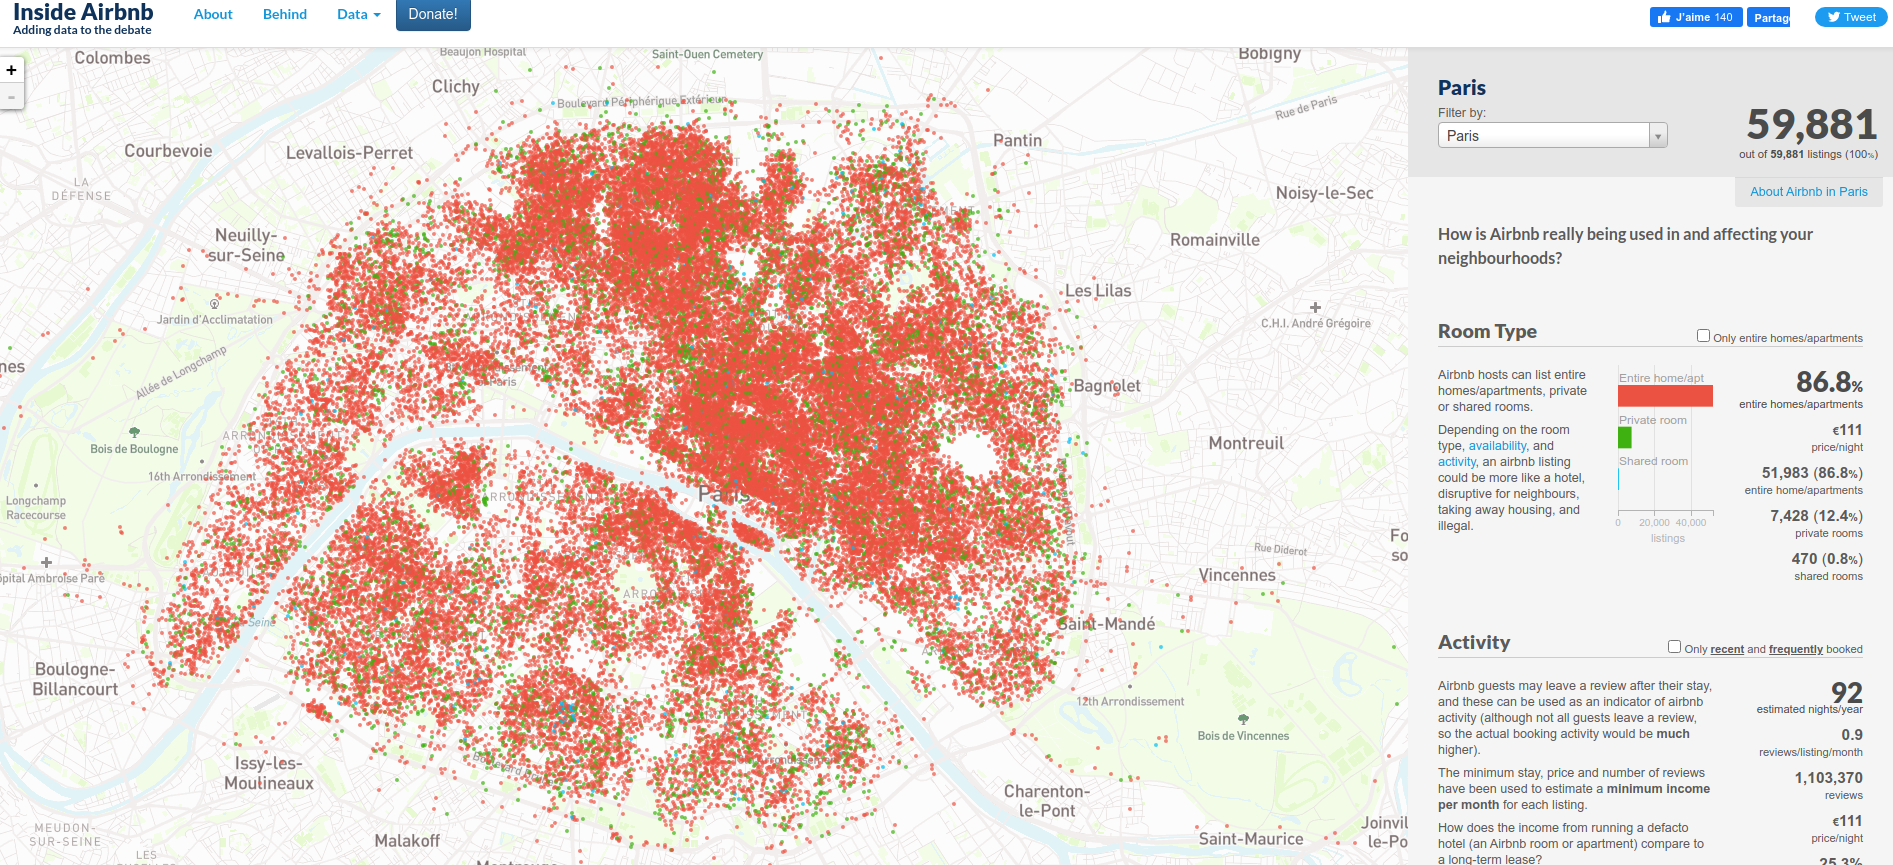 Inside Airbnb
Adding data to the debate
About
Behind
Data
Donate!
J'aime 140
Partag
Tweet
+
-
Colombes
Beaujon Hospital
Saint-Ouen Cemetery
Bobigny
Clichy
Boulevard Périphérique Extérieur
Rue de Paris
Pantin
Courbevoie
Levallois-Perret
LA
DÉFENSE
Noisy-le-Sec
Neuilly-
sur-Seine
Romainville
Les Lilas
Jardin d'Acclimatation
C.H.I. André Grégoire
Allée de Longchamp
nes
Bagnolet
Bois de Boulogne
Montreuil
16th Arrondissement
Longchamp
Racecourse
Paris
Rue Diderot
Fo
so
pital Ambroise Paré
Vincennes
Seine
Saint-Mandé
Boulogne-
Billancourt
12th Arrondissement
Bois de Vincennes
Issy-les-
Moulineaux
Charenton-
le-Pont
MEUDON-
SUR-SEINE
Malakoff
Saint-Maurice
Joinvil
le-Po
LES
Montrouge
Paris
Filter by:
Paris
59,881
out of 59,881 listings (100%)
About Airbnb in Paris
How is Airbnb really being used in and affecting your
neighbourhoods?
Room Type
Only entire homes/apartments
Airbnb hosts can list entire
homes/apartments, private
or shared rooms.
Depending on the room
type, availability, and
activity, an airbnb listing
could be more like a hotel,
disruptive for neighbours,
taking away housing, and
illegal.
Entire home/apt
Private room
Shared room
0 20,000 40,000
listings
86.8%
entire homes/apartments
€111
price/night
51,983 (86.8%)
entire home/apartments
7,428 (12.4%)
private rooms
470 (0.8%)
shared rooms
Activity
Only recent and frequently booked
Airbnb guests may leave a review after their stay,
and these can be used as an indicator of airbnb
activity (although not all guests leave a review,
so the actual booking activity would be much
higher).
The minimum stay, price and number of reviews
have been used to estimate a minimum income
per month for each listing.
How does the income from running a defacto
hotel (an Airbnb room or apartment) compare to
a long-term lease?
92
estimated nights/year
0.9
reviews/listing/month
1,103,370
reviews
€111
price/night
25.3%